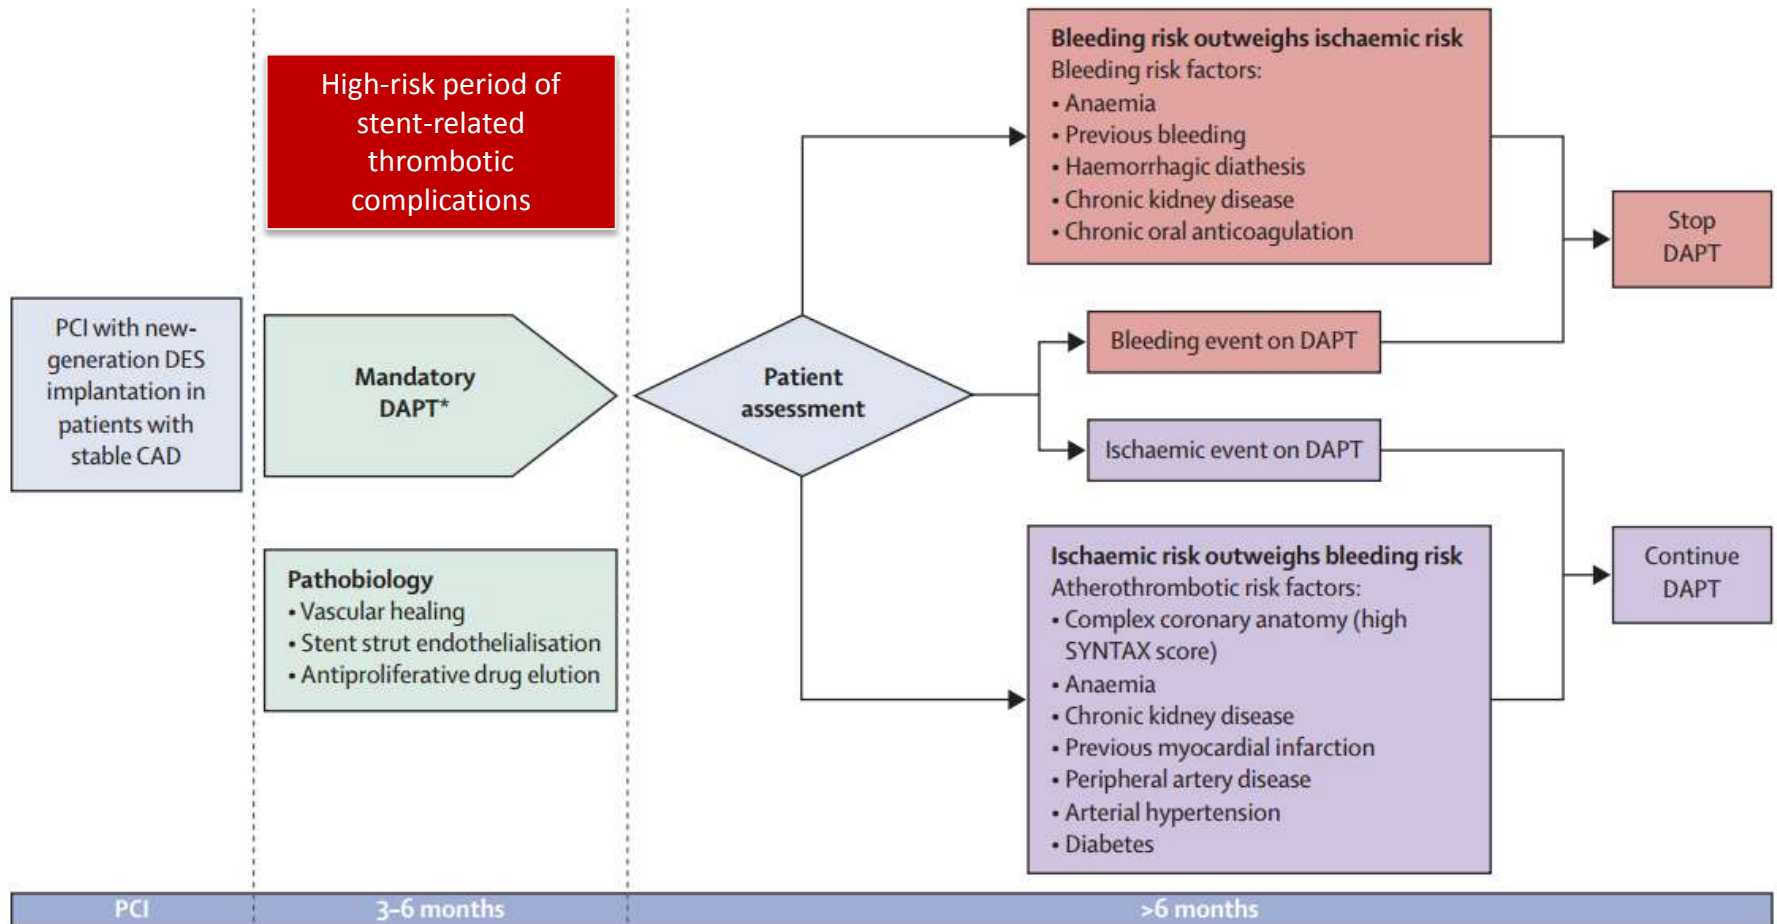 High-risk period of
stent-related
thrombotic
complications
PCI with new-
generation DES
implantation in
patients with
stable CAD
Mandatory
DAPT*
Pathobiology
• Vascular healing
• Stent strut endothelialisation
• Antiproliferative drug elution
Patient
assessment
Bleeding risk outweighs ischaemic risk
Bleeding risk factors:
• Anaemia
• Previous bleeding
• Haemorrhagic diathesis
• Chronic kidney disease
• Chronic oral anticoagulation
Bleeding event on DAPT
Ischaemic event on DAPT
Ischaemic risk outweighs bleeding risk
Atherothrombotic risk factors:
• Complex coronary anatomy (high
SYNTAX score)
• Anaemia
• Chronic kidney disease
• Previous myocardial infarction
• Peripheral artery disease
• Arterial hypertension
• Diabetes
Stop
DAPT
Continue
DAPT
PCI
3–6 months
>6 months